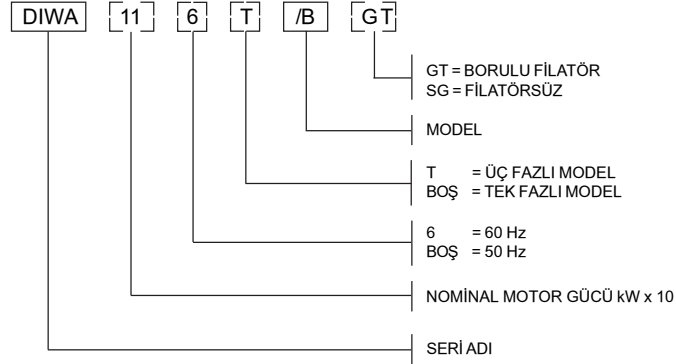 DIWA 11 6 T /B GT
GT = BORULU FİLATÖR
SG = FİLATÖRSÜZ
MODEL
T = ÜÇ FAZLI MODEL
BOŞ = TEK FAZLI MODEL
6 = 60 Hz
BOŞ = 50 Hz
NOMİNAL MOTOR GÜCÜ kW x 10
SERİ ADI